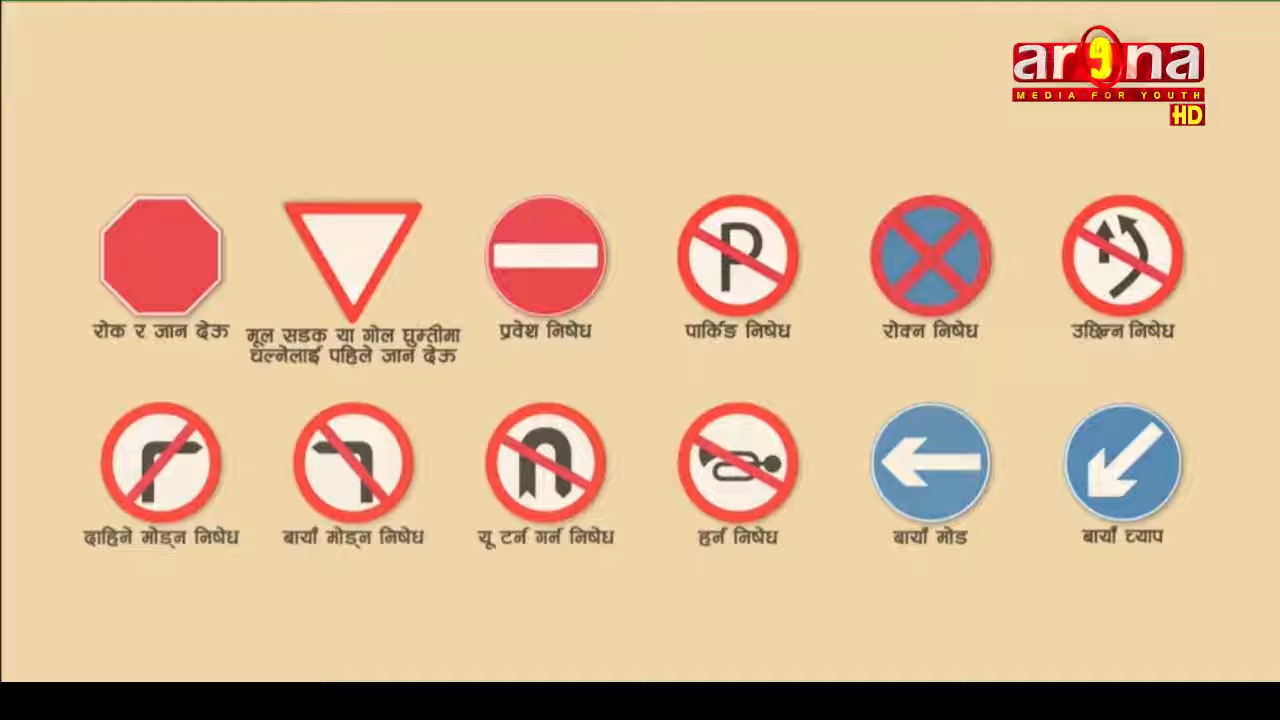 arena
MEDIA FOR YOUTH
HD
P
रोक र जान देऊ
मूल सडक या गोल घुम्तीमा
चल्नेलाई पहिले जान देऊ
प्रवेश निषेध
पार्किङ निषेध
रोक्न निषेध
उछिन्न निषेध
दाहिने मोड्न निषेध
बायाँ मोड्न निषेध
यू टर्न गर्न निषेध
हर्न निषेध
बायाँ मोड
बायाँ च्याप